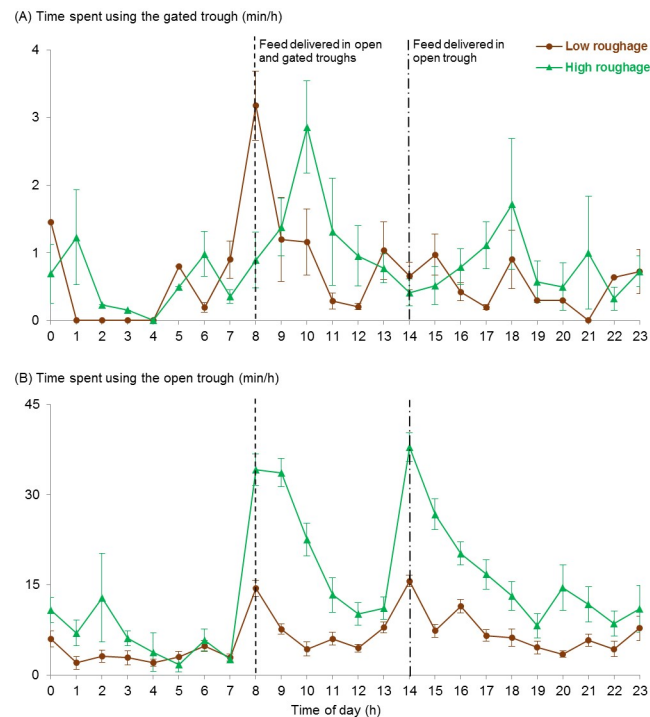 (A) Time spent using the gated trough (min/h)
Feed delivered in open
and gated troughs
Feed delivered in
open trough
Low roughage
High roughage
4
3
2
1
0
0 1 2 3 4 5 6 7 8 9 10 11 12 13 14 15 16 17 18 19 20 21 22 23
(B) Time spent using the open trough (min/h)
45
30
15
0
0 1 2 3 4 5 6 7 8 9 10 11 12 13 14 15 16 17 18 19 20 21 22 23
Time of day (h)